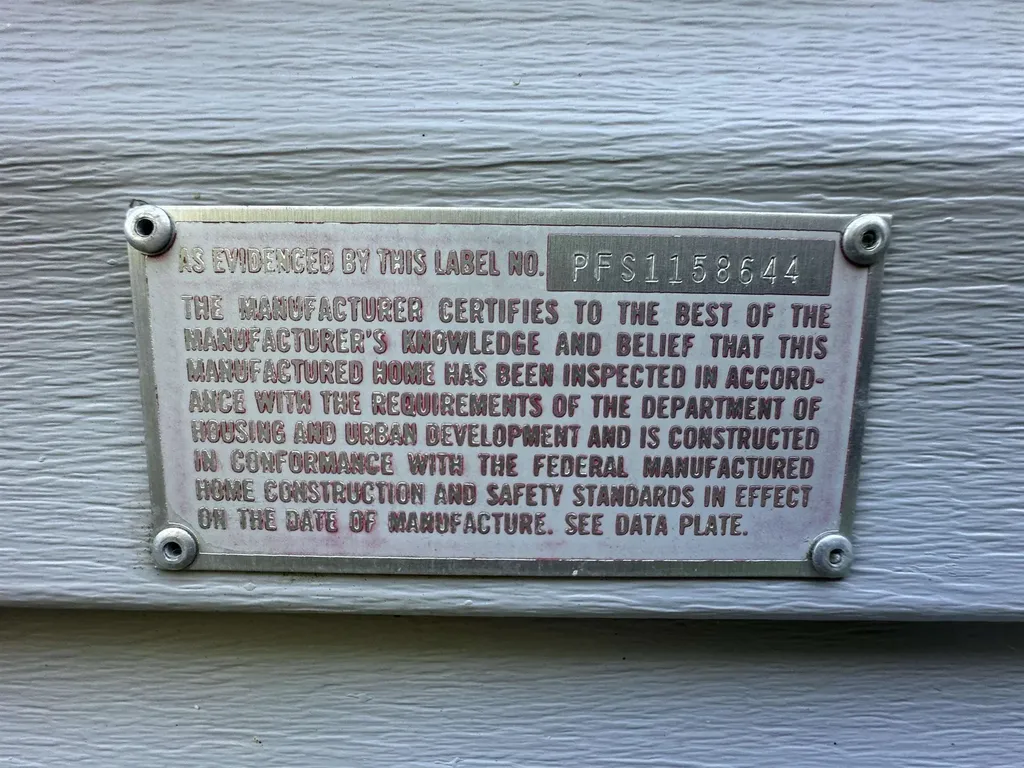 AS EVIDENCED BY THIS LABEL NO. PFS1158644
THE MANUFACTURER CERTIFIES TO THE BEST OF THE
MANUFACTURER'S KNOWLEDGE AND BELIEF THAT THIS
MANUFACTURED HOME HAS BEEN INSPECTED IN ACCORD-
ANCE WITH THE REQUIREMENTS OF THE DEPARTMENT OF
HOUSING AND URBAN DEVELOPMENT AND IS CONSTRUCTED
IN CONFORMANCE WITH THE FEDERAL MANUFACTURED
HOME CONSTRUCTION AND SAFETY STANDARDS IN EFFECT
ON THE DATE OF MANUFACTURE. SEE DATA PLATE.